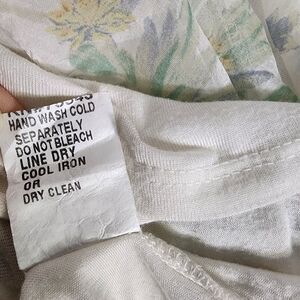 HAND WASH COLD
SEPARATELY
DO NOT BLEACH
LINE DRY
COOL IRON
OR
DRY CLEAN